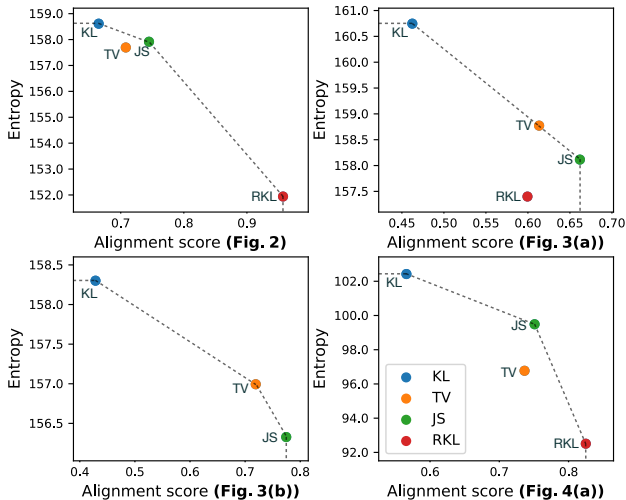 159.0
158.0
157.0
156.0
155.0
154.0
153.0
152.0
Entropy
KL
TV
JS
RKL
0.7
0.8
0.9
Alignment score (Fig. 2)
161.0
160.5
160.0
159.5
159.0
158.5
158.0
157.5
Entropy
KL
TV
JS
RKL
0.45
0.50
0.55
0.60
0.65
0.70
Alignment score (Fig. 3(a))
158.5
158.0
157.5
157.0
156.5
Entropy
KL
TV
JS
0.4
0.5
0.6
0.7
0.8
Alignment score (Fig. 3(b))
102.0
100.0
98.0
96.0
94.0
92.0
Entropy
KL
JS
TV
RKL
KL
TV
JS
RKL
0.6
0.7
0.8
Alignment score (Fig. 4(a))